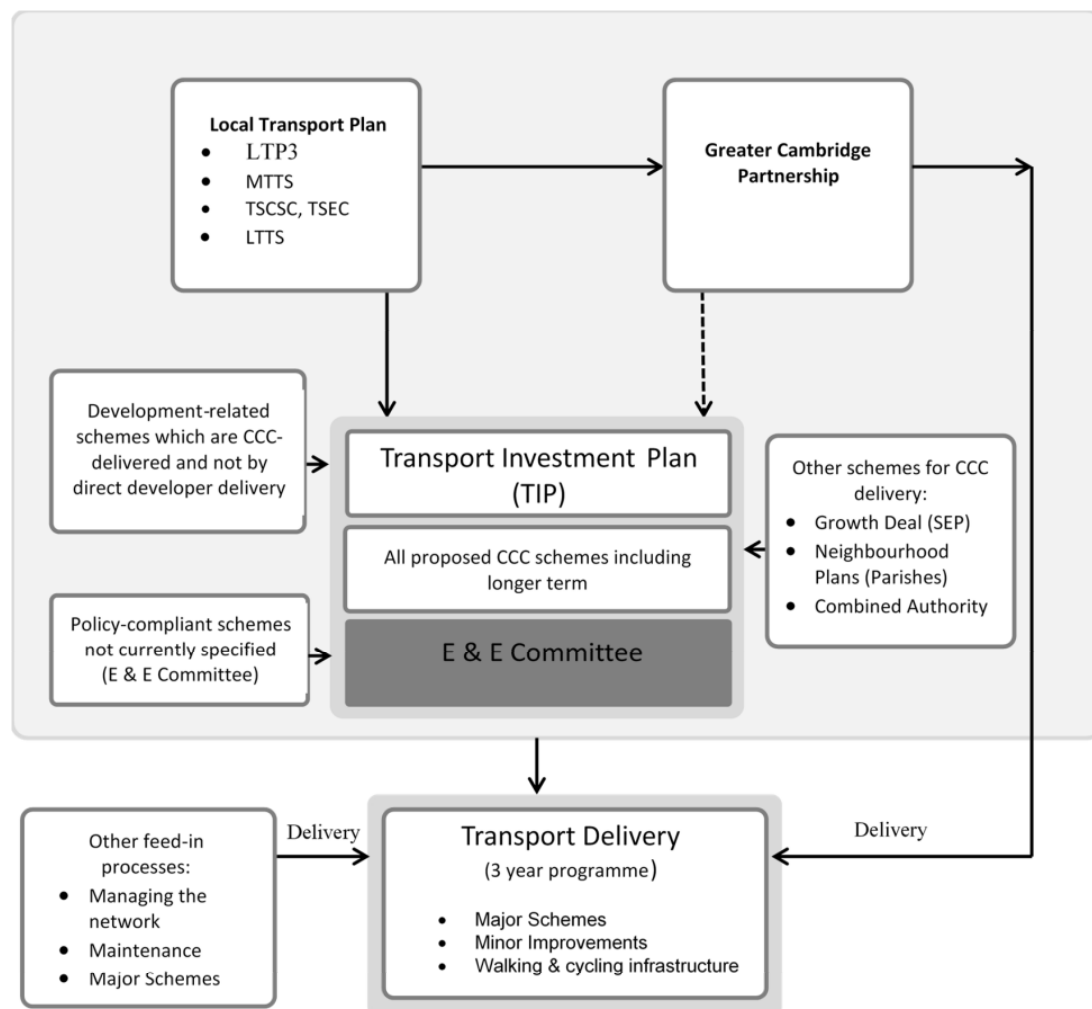 Local Transport Plan
• LTP3
• MTTS
• TSCSC, TSEC
• LTTS
Greater Cambridge
Partnership
Development-related
schemes which are CCC-
delivered and not by
direct developer delivery
Transport Investment Plan
(TIP)
All proposed CCC schemes including
longer term
E & E Committee
Other schemes for CCC
delivery:
• Growth Deal (SEP)
• Neighbourhood
Plans (Parishes)
• Combined Authority
Policy-compliant schemes
not currently specified
(E & E Committee)
Other feed-in
processes:
• Managing the
network
• Maintenance
• Major Schemes
Delivery
Transport Delivery
(3 year programme)
• Major Schemes
• Minor Improvements
• Walking & cycling infrastructure
Delivery